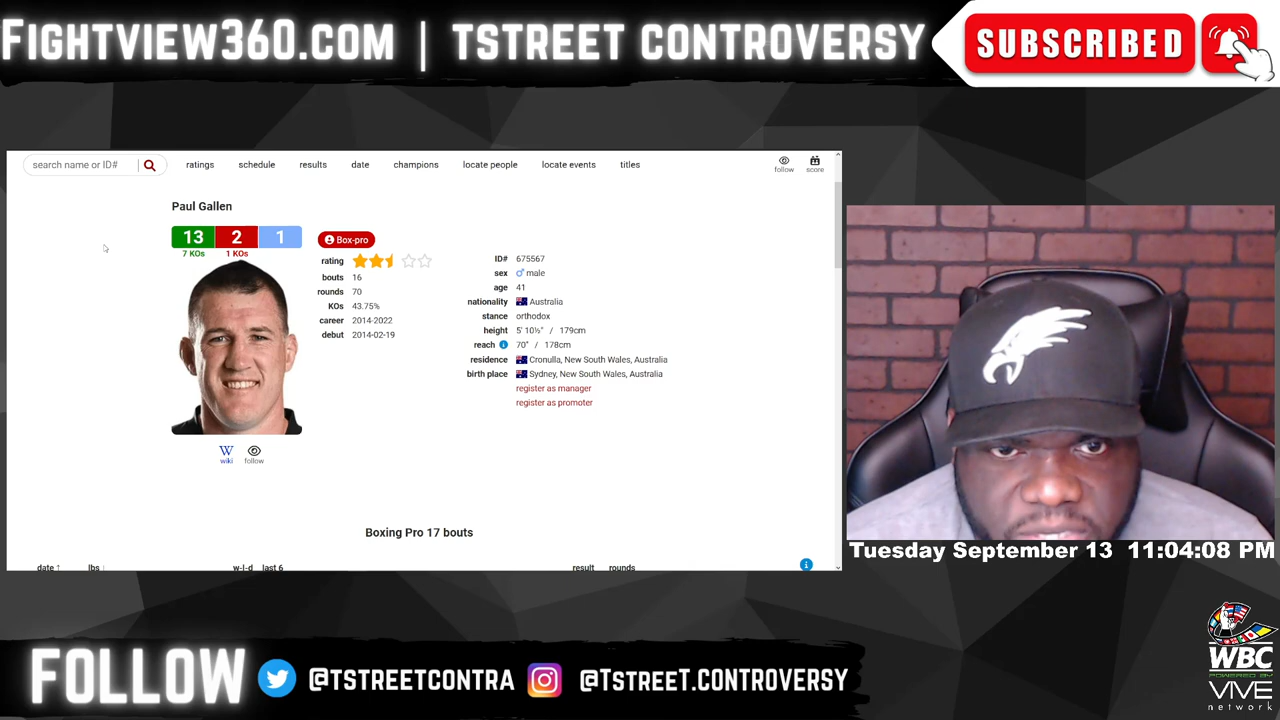 FIGHTVIEW360.COM | TSTREET CONTROVERSY
SUBSCRIBED
search name or ID#
ratings schedule results date champions locate people locate events titles
follow score
Paul Gallen
13 2 1
7 KOs 1 KOs
Box-pro
rating
bouts 16
rounds 70
KOs 43.75%
career 2014-2022
debut 2014-02-19
ID# 675567
sex ♂ male
age 41
nationality Australia
stance orthodox
height 5' 10½" / 179cm
reach 70" / 178cm
residence Cronulla, New South Wales, Australia
birth place Sydney, New South Wales, Australia
register as manager
register as promoter
W
wiki follow
Boxing Pro 17 bouts
date ↑ lbs w-l-d last 6 result rounds
Tuesday September 13 11:04:08 PM
FOLLOW @TSTREETCONTRA @TSTREET.CONTROVERSY
WBC
POWERED BY
VIVE
network